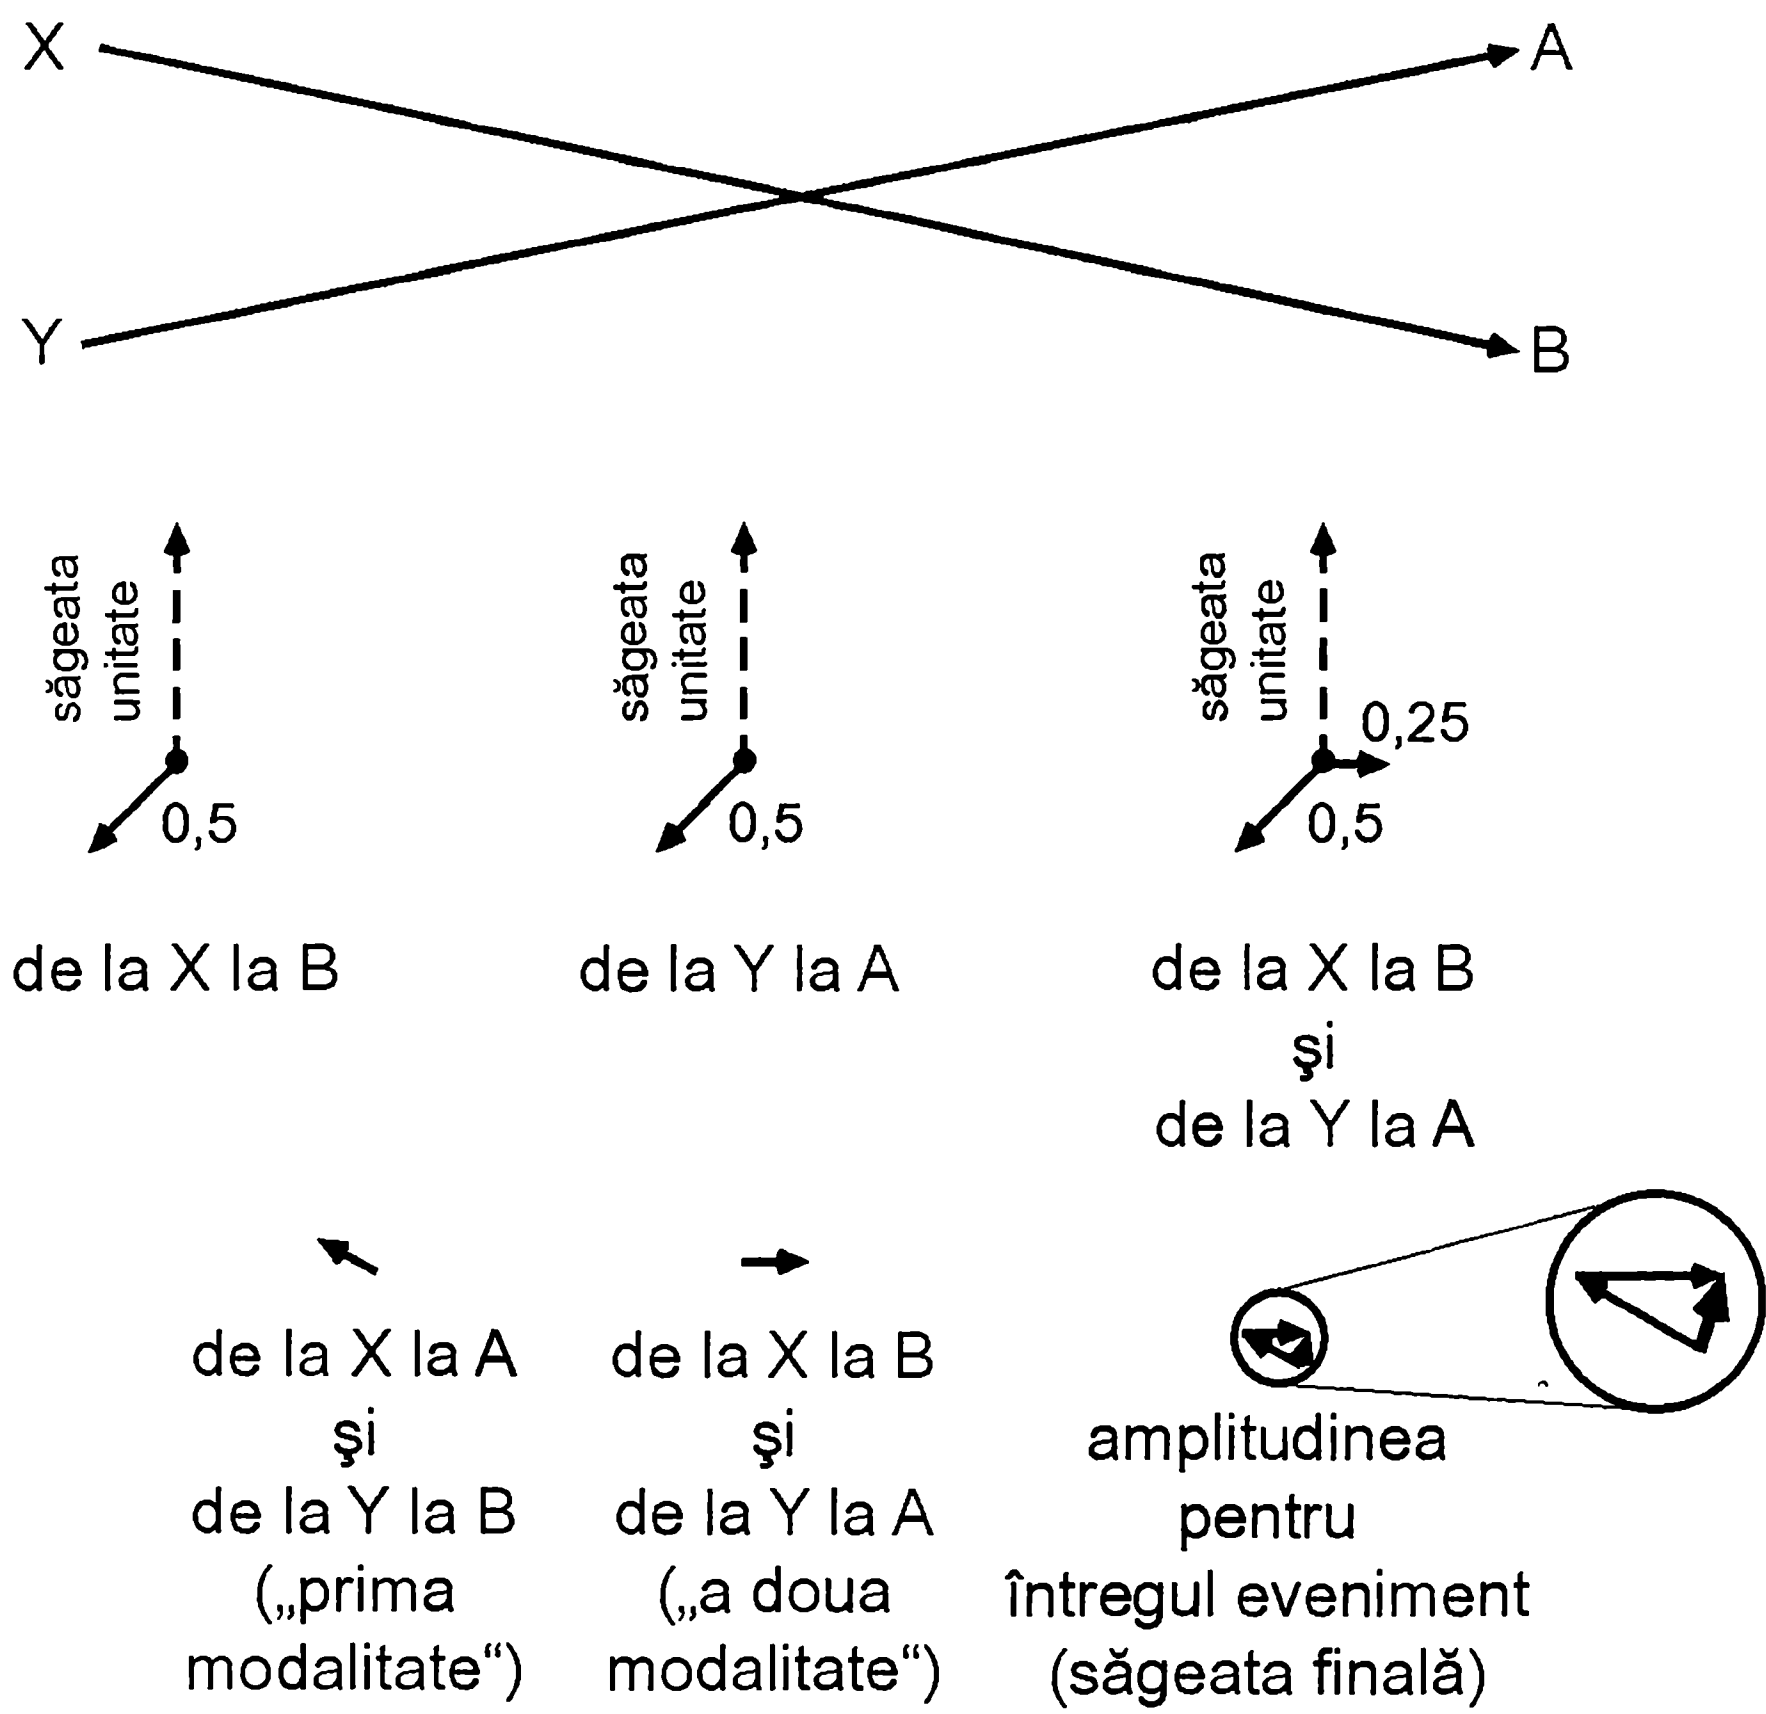 X
A
Y
B
săgeata
unitate
0,5
săgeata
unitate
0,5
săgeata
unitate
0,25
0,5
de la X la B
de la Y la A
de la X la B
şi
de la Y la A
de la X la A
şi
de la Y la B
(„prima
modalitate“)
de la X la B
şi
de la Y la A
(„a doua
modalitate“)
amplitudinea
pentru
întregul eveniment
(săgeata finală)